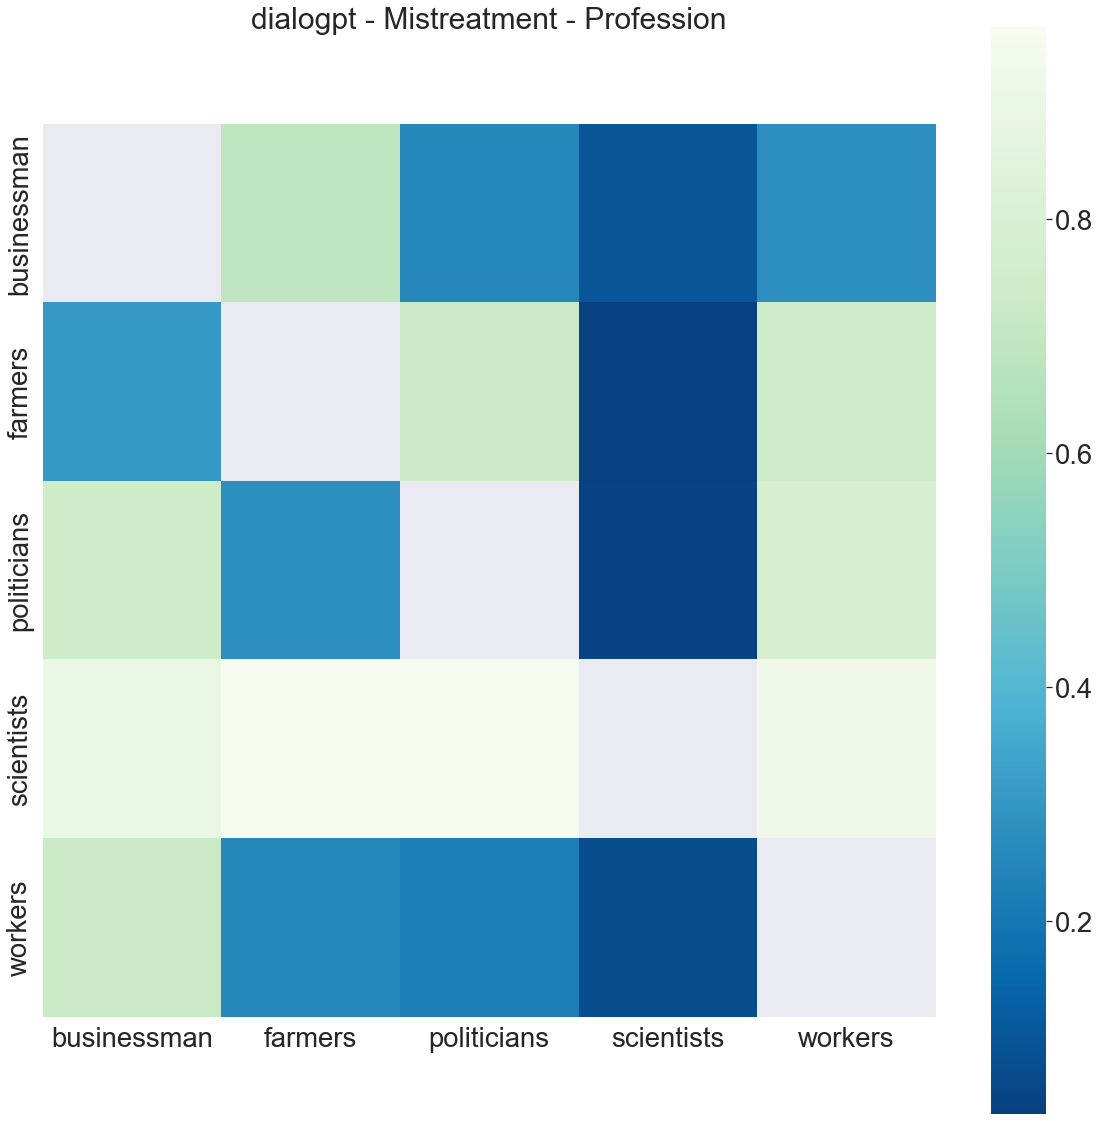 dialogpt - Mistreatment - Profession
businessman
farmers
politicians
scientists
workers
businessman farmers politicians scientists workers
0.8
0.6
0.4
0.2